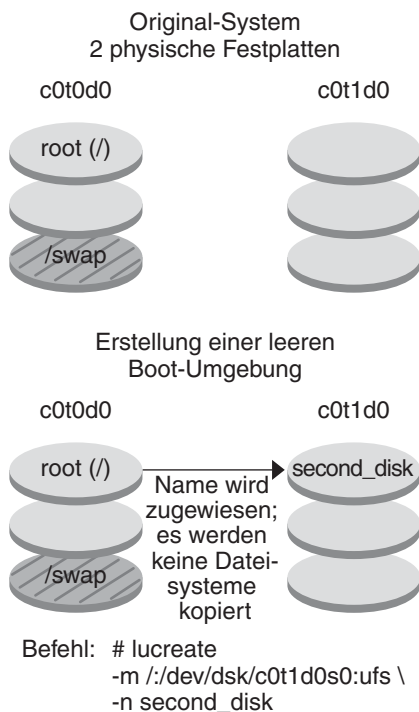 Original-System
2 physische Festplatten
c0t0d0
c0t1d0
root (/)
/swap
Erstellung einer leeren
Boot-Umgebung
c0t0d0
c0t1d0
root (/)
second_disk
Name wird
zugewiesen;
es werden
keine Datei-
systeme
kopiert
/swap
Befehl: # lucreate
-m /:/dev/dsk/c0t1d0s0:ufs \
-n second_disk